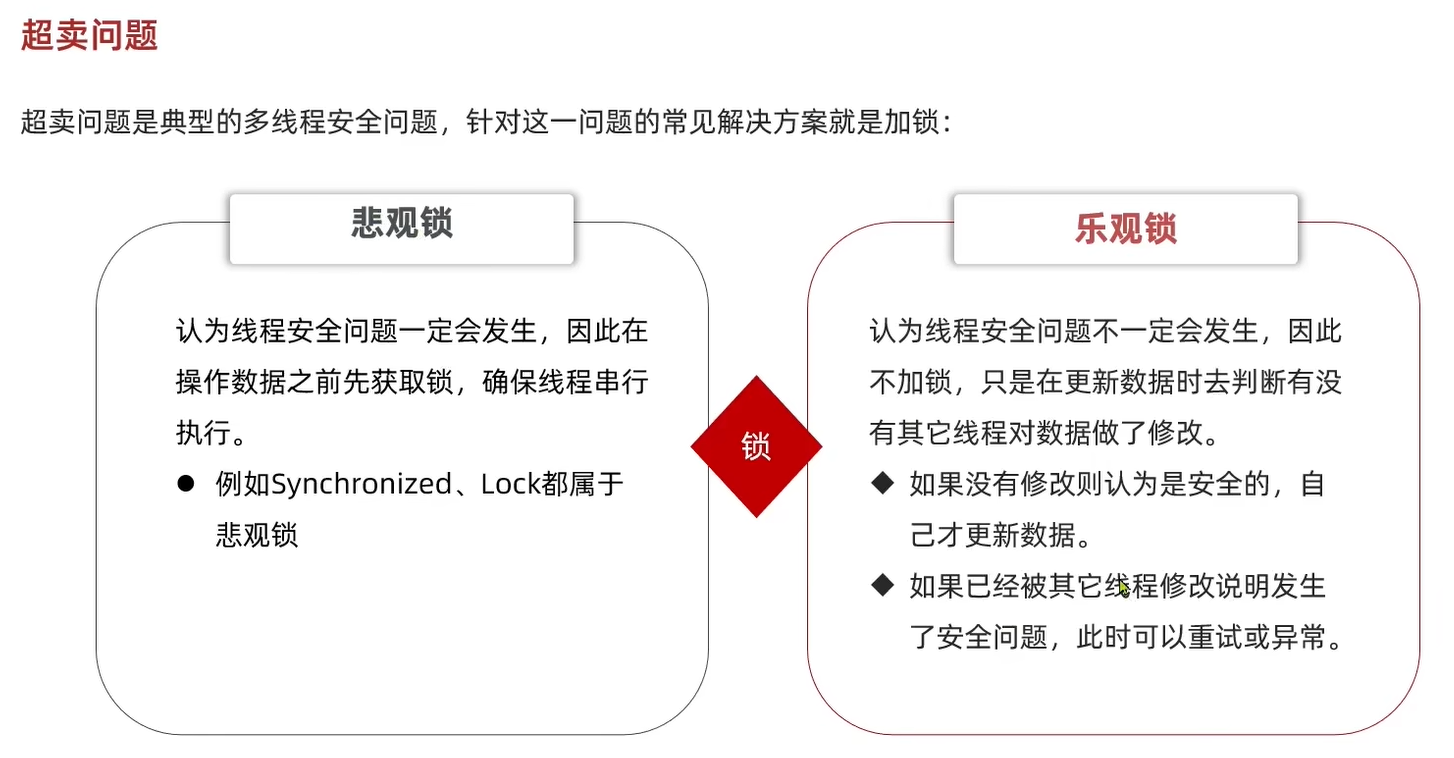 超卖问题
超卖问题是典型的多线程安全问题，针对这一问题的常见解决方案就是加锁：
悲观锁
认为线程安全问题一定会发生，因此在
操作数据之前先获取锁，确保线程串行
执行。
● 例如Synchronized、Lock都属于
悲观锁
锁
乐观锁
认为线程安全问题不一定会发生，因此
不加锁，只是在更新数据时去判断有没
有其它线程对数据做了修改。
◆ 如果没有修改则认为是安全的，自
己才更新数据。
◆ 如果已经被其它线程修改说明发生
了安全问题，此时可以重试或异常。